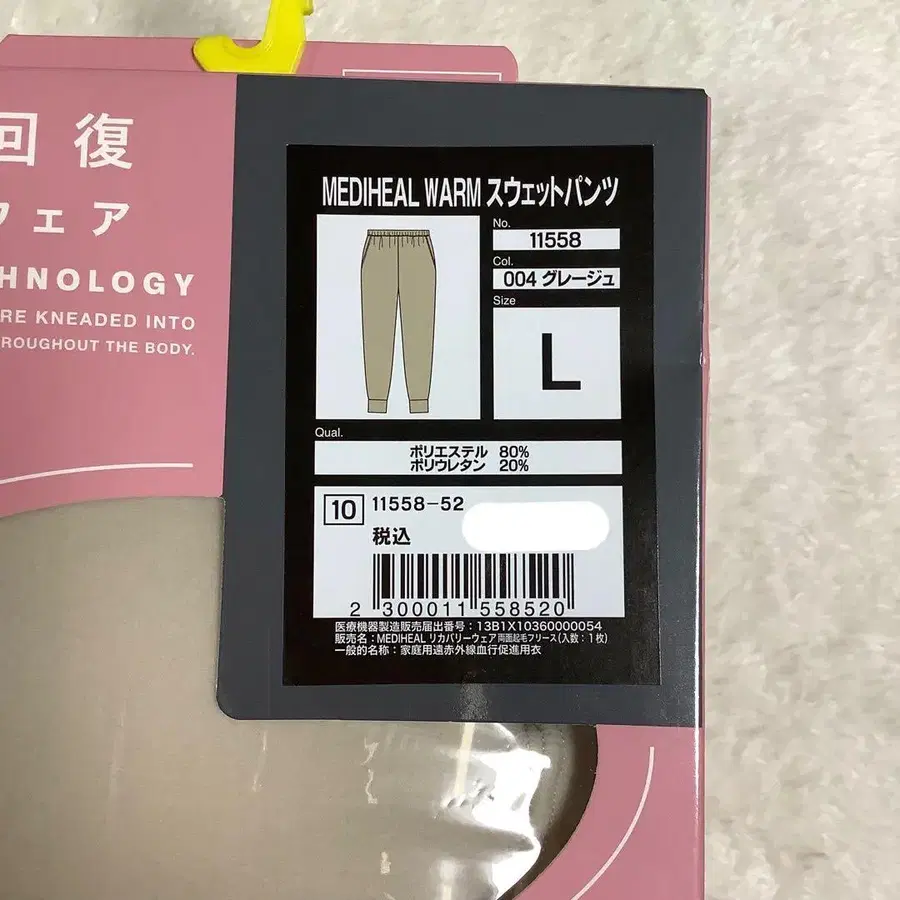 回復
ウェア
HNOLOGY
RE KNEADED INTO
ROUGHOUT THE BODY.
MEDIHEAL WARM スウェットパンツ
No.
11558
Col.
004 グレージュ
Size
L
Qual.
ポリエステル 80%
ポリウレタン 20%
10 11558-52
税込
2 300011 558520
医療機器製造販売届出番号:13B1X10360000054
販売名:MEDIHEAL リカバリーウェア両面起毛フリース(入数:1枚)
一般的名称:家庭用遠赤外線血行促進用衣